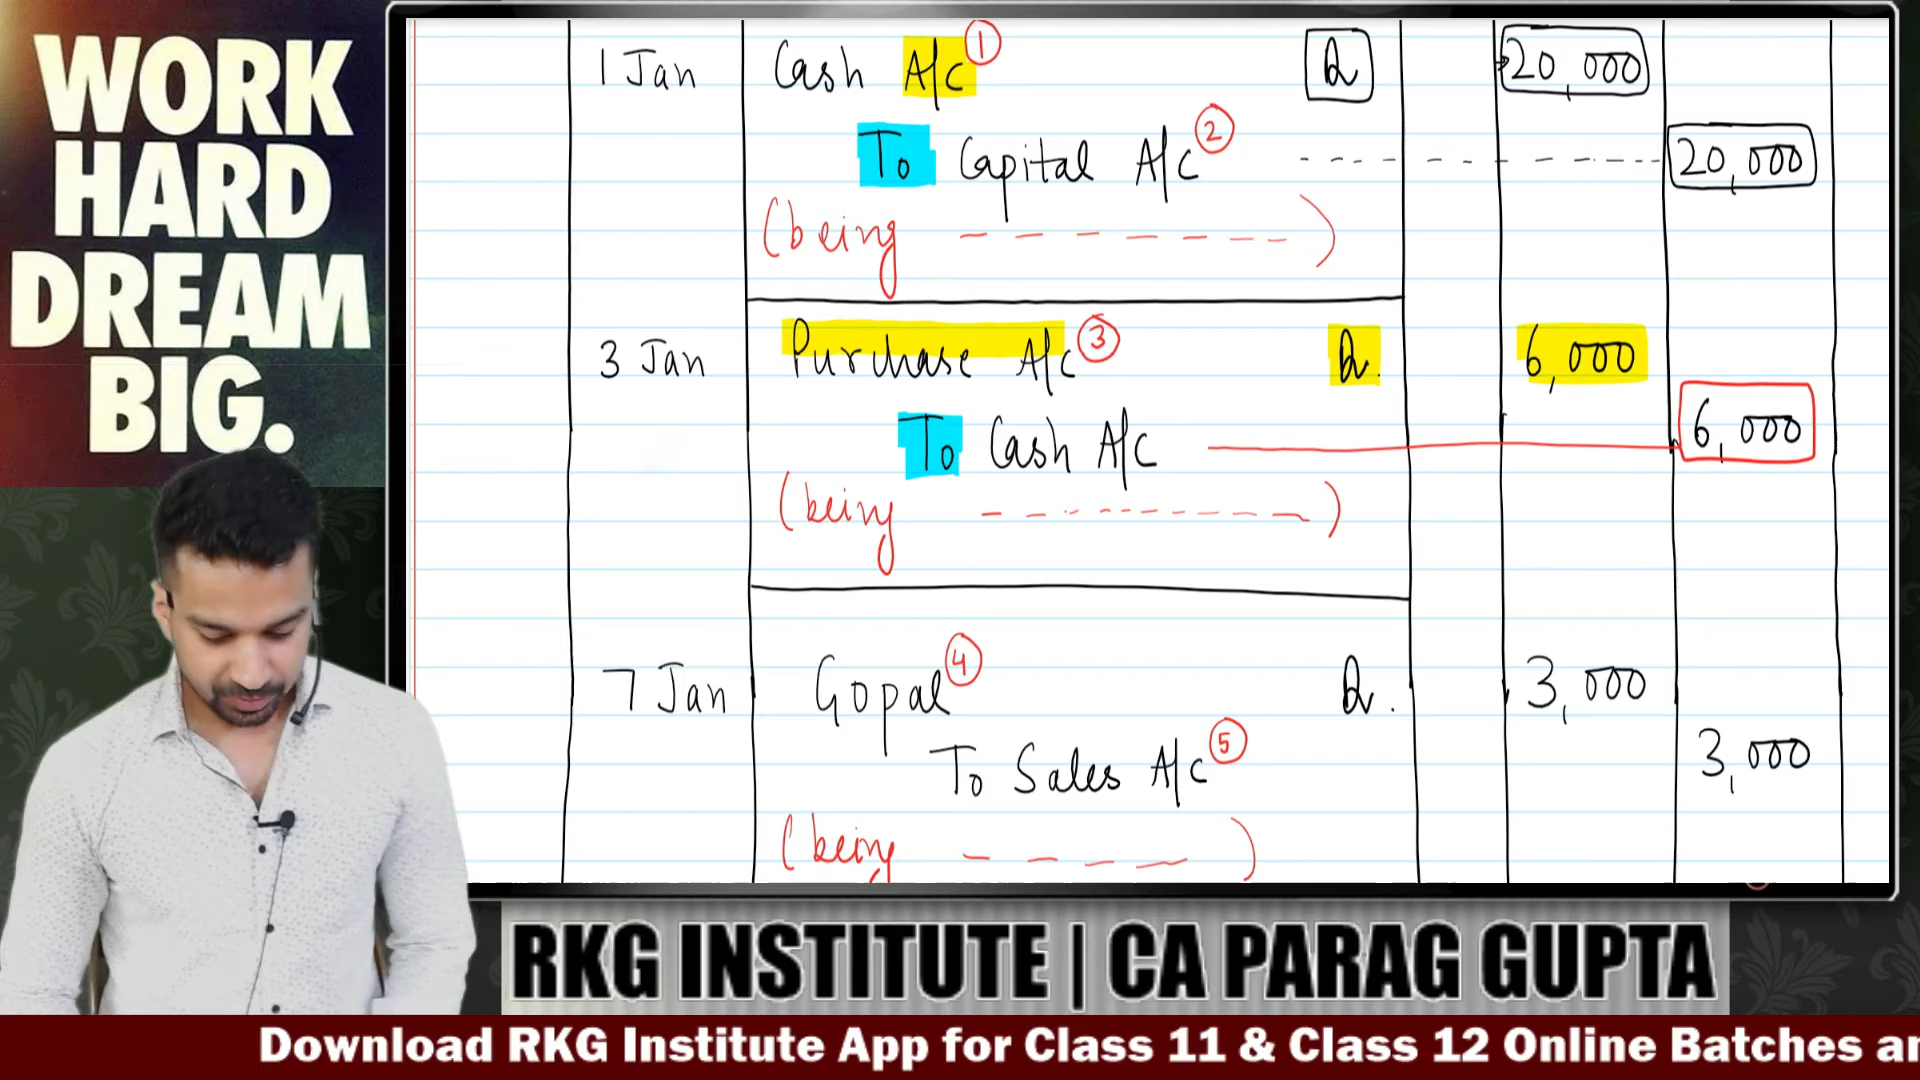 WORK
HARD
DREAM
BIG.
1 Jan Cash A/c ① Dr 20,000
To Capital A/c ② 20,000
(being - - - - - - -)
3 Jan Purchase A/c ③ Dr. 6,000
To Cash A/c 6,000
(being - - - - - - - - -)
7 Jan Gopal ④ Dr. 3,000
To Sales A/c ⑤ 3,000
(being - - - -)
RKG INSTITUTE | CA PARAG GUPTA
Download RKG Institute App for Class 11 & Class 12 Online Batches an